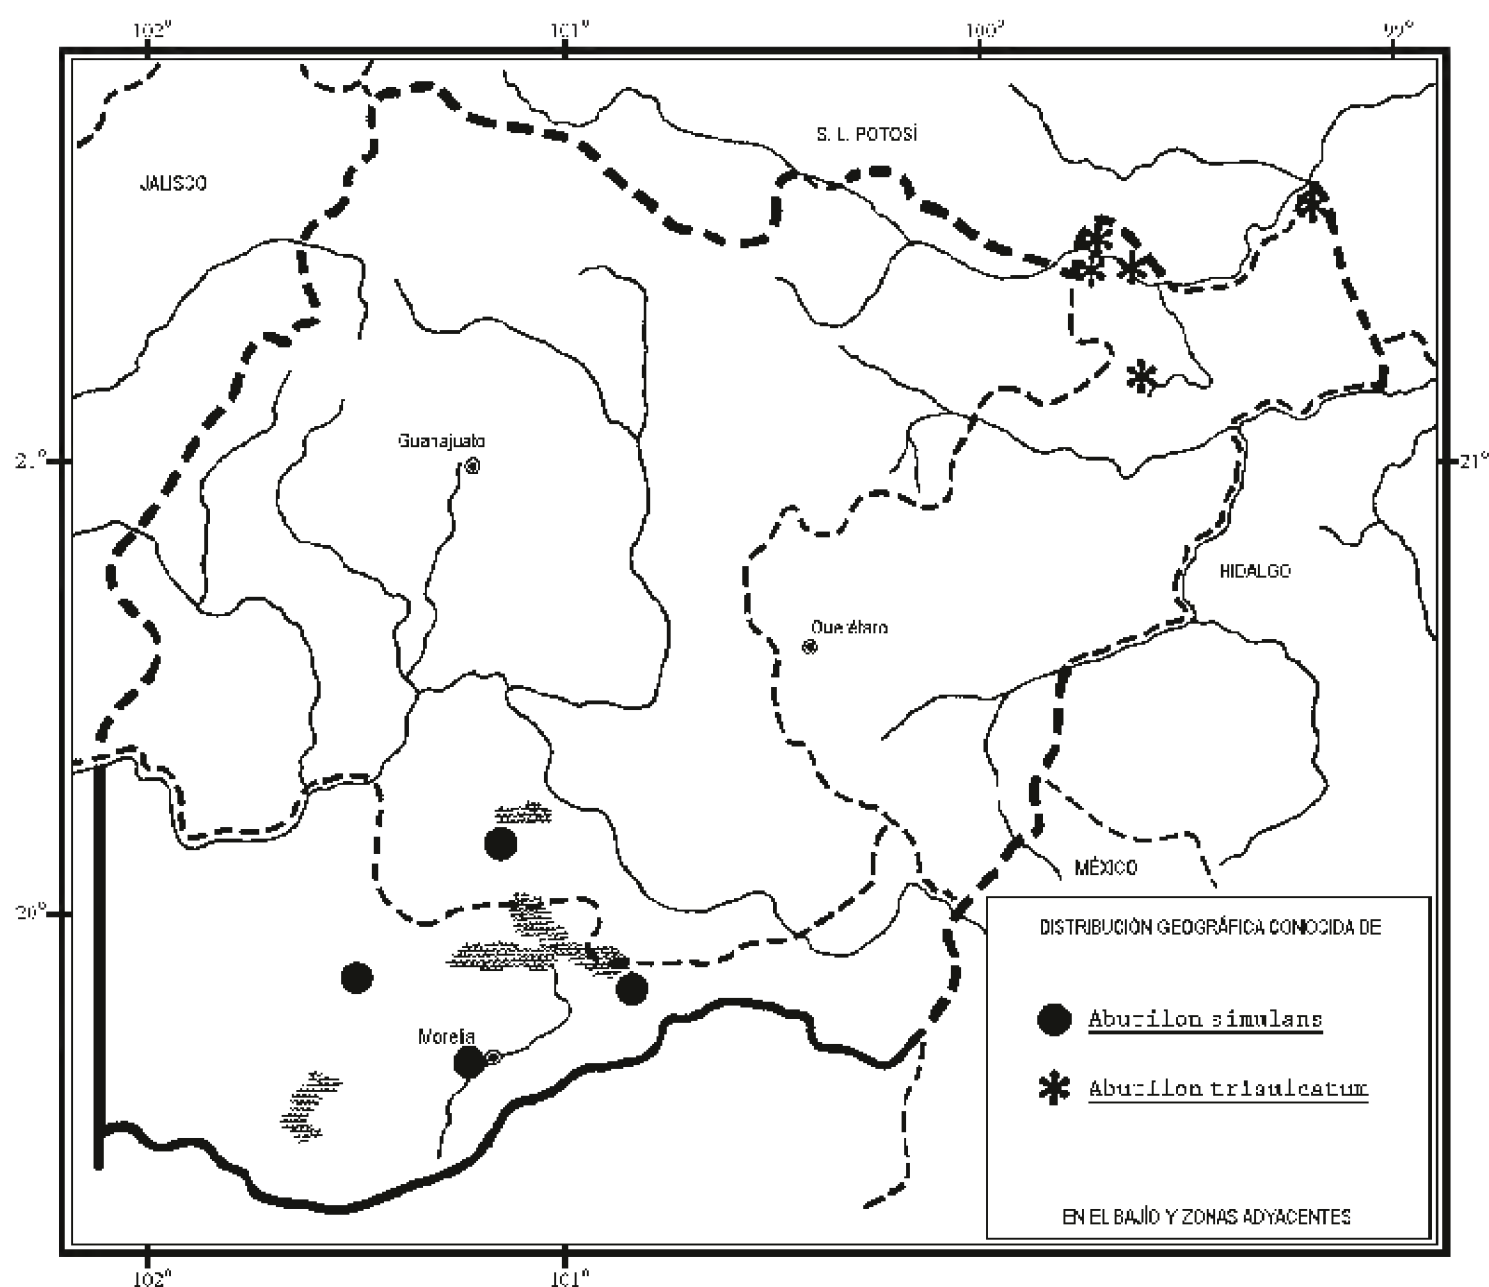 102° 101° 100° 99°
S. L. POTOSÍ
JALISCO
Guanajuato
21° 21°
HIDALGO
Querétaro
MÉXICO
20°
DISTRIBUCIÓN GEOGRÁFICA CONOCIDA DE
Abutilon simulans
Morelia
Abutilon trisulcatum
EN EL BAJÍO Y ZONAS ADYACENTES
102° 101°